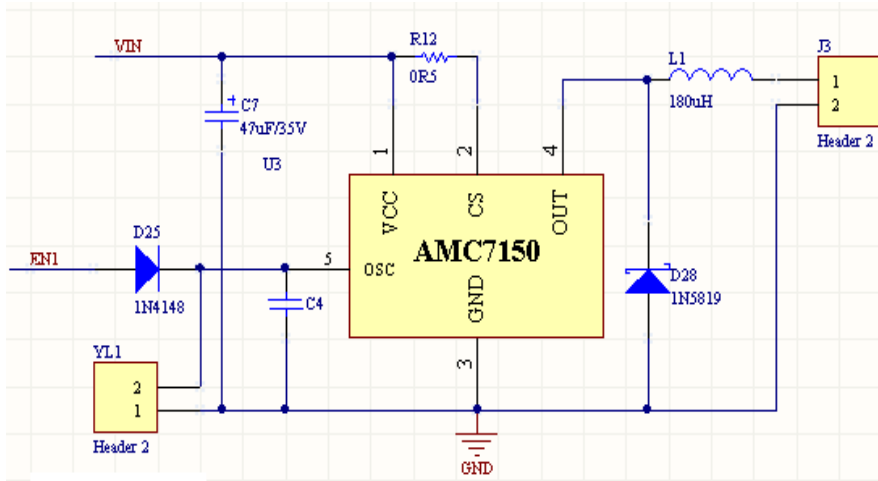 VIN
R12
0R5
C7
47uF/35V
U3
L1
180uH
J3
1
2
Header 2
1
2
4
VCC
CS
OUT
AMC7150
D25
EN1
1N4148
5
OSC
C4
GND
3
D28
1N5819
YL1
2
1
Header 2
GND